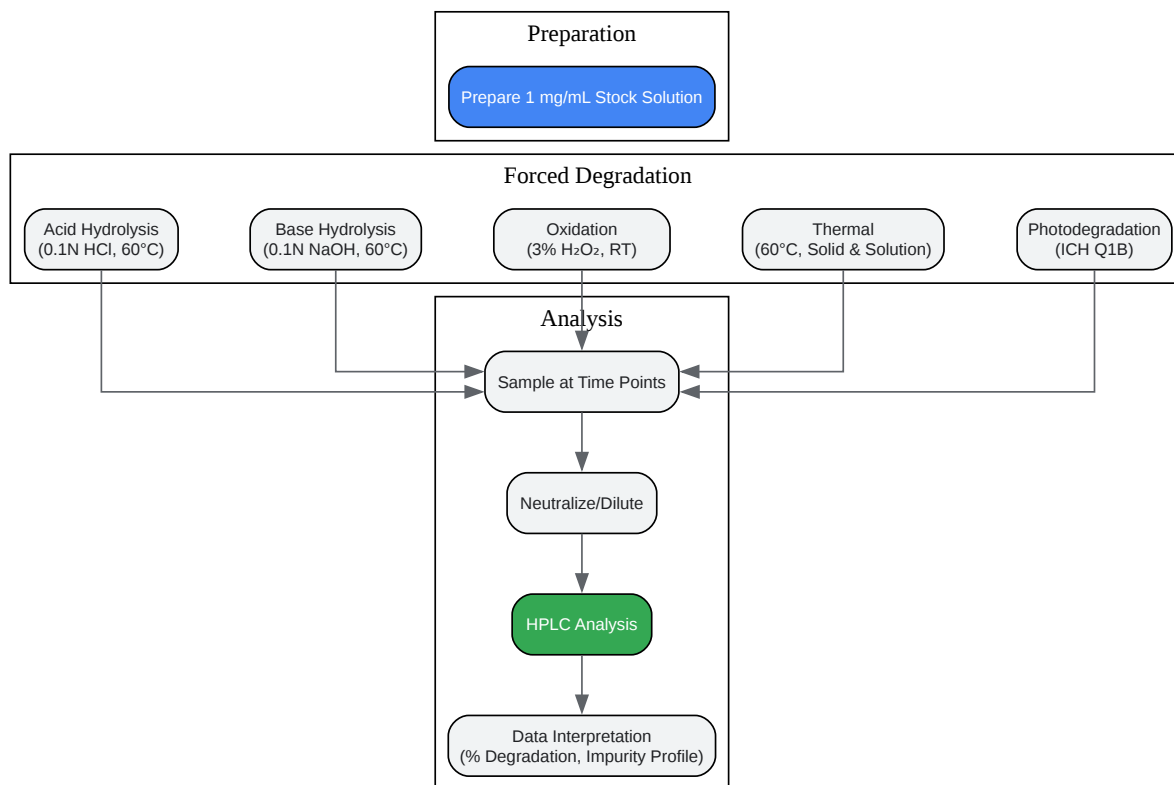 Preparation
Prepare 1 mg/mL Stock Solution
Forced Degradation
Acid Hydrolysis
(0.1N HCl, 60°C)
Base Hydrolysis
(0.1N NaOH, 60°C)
Oxidation
(3% H₂O₂, RT)
Thermal
(60°C, Solid & Solution)
Photodegradation
(ICH Q1B)
Analysis
Sample at Time Points
Neutralize/Dilute
HPLC Analysis
Data Interpretation
(% Degradation, Impurity Profile)